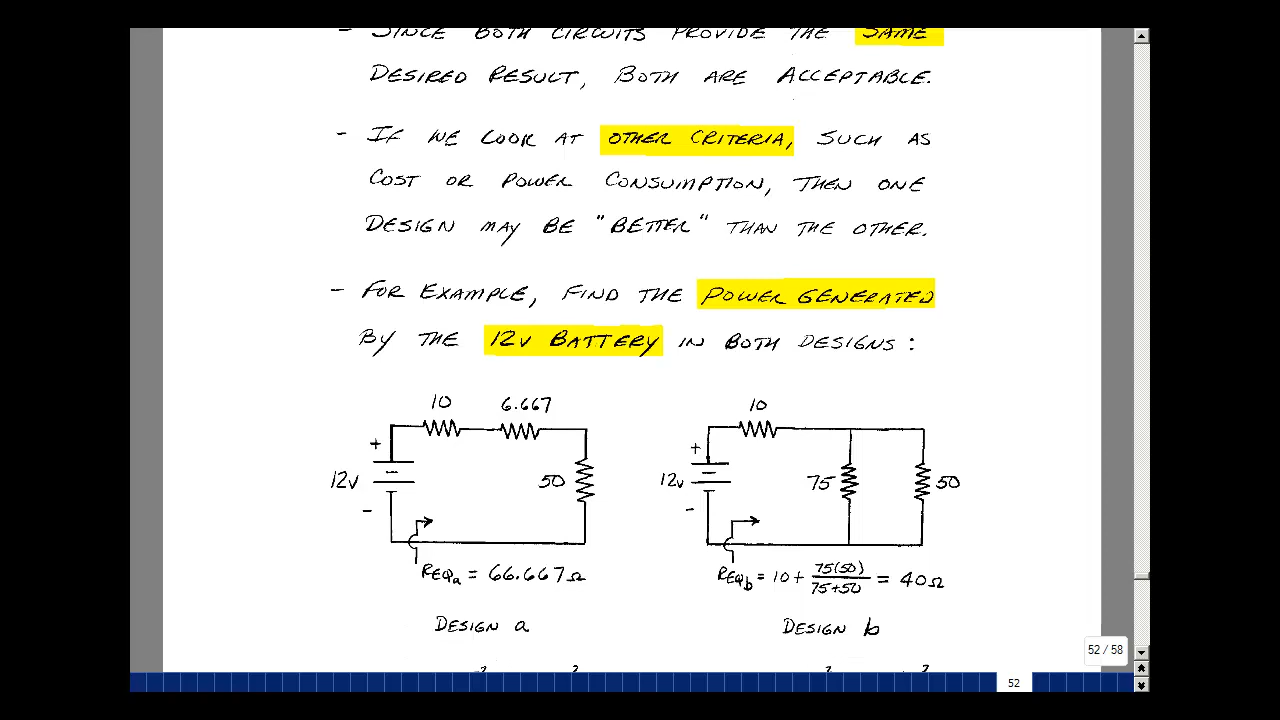 - SINCE BOTH CIRCUITS PROVIDE THE SAME
DESIRED RESULT, BOTH ARE ACCEPTABLE.
- IF WE LOOK AT OTHER CRITERIA, SUCH AS
COST OR POWER CONSUMPTION, THEN ONE
DESIGN MAY BE "BETTER" THAN THE OTHER.
- FOR EXAMPLE, FIND THE POWER GENERATED
BY THE 12V BATTERY IN BOTH DESIGNS:
10 6.667
+
12V
-
50
REQa = 66.667Ω
DESIGN a
10
+
12V
-
75
50
REQb = 10 + 75(50)/75+50 = 40Ω
DESIGN b
52 / 58
52